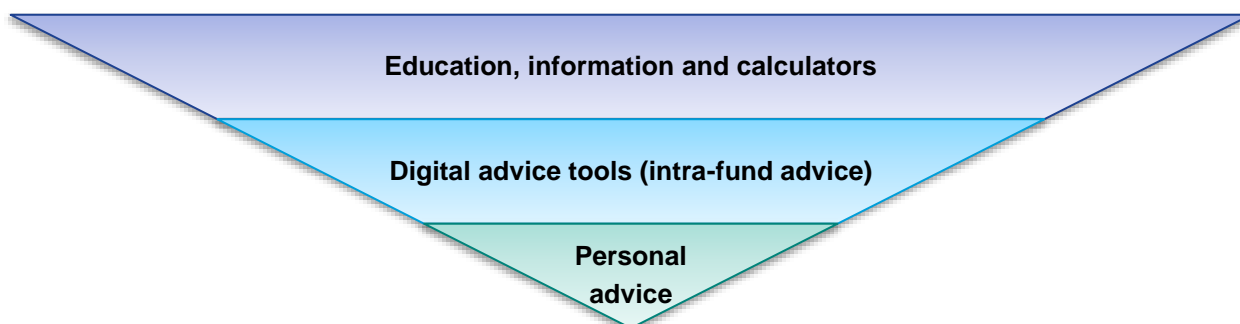 Education, information and calculators
Digital advice tools (intra-fund advice)
Personal
advice